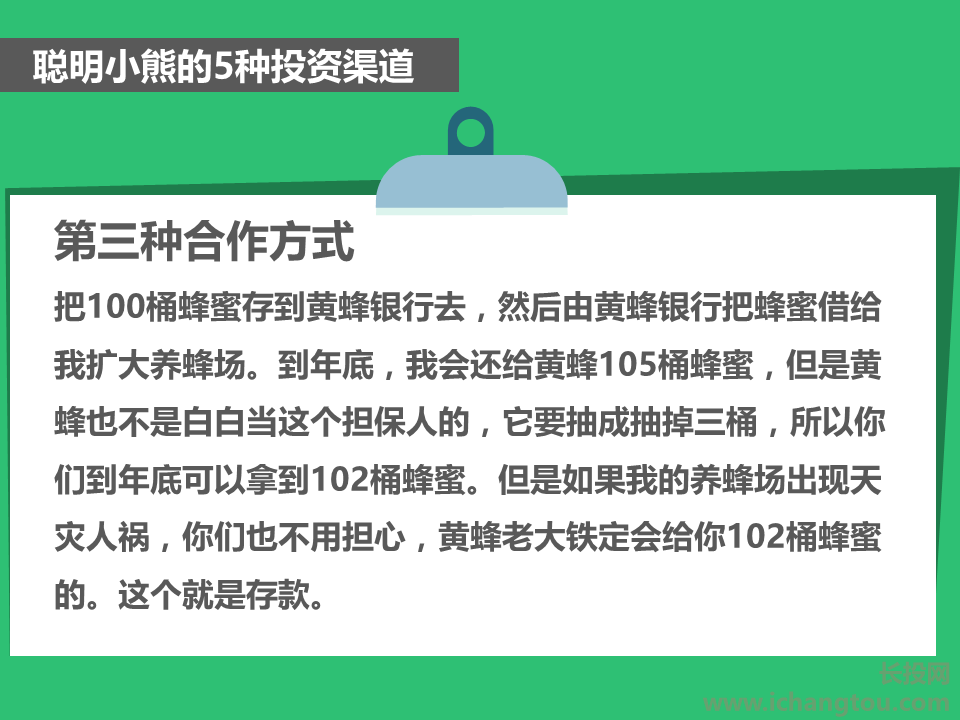 聪明小熊的5种投资渠道
第三种合作方式
把100桶蜂蜜存到黄蜂银行去，然后由黄蜂银行把蜂蜜借给
我扩大养蜂场。到年底，我会还给黄蜂105桶蜂蜜，但是黄
蜂也不是白白当这个担保人的，它要抽成抽掉三桶，所以你
们到年底可以拿到102桶蜂蜜。但是如果我的养蜂场出现天
灾人祸，你们也不用担心，黄蜂老大铁定会给你102桶蜂蜜
的。这个就是存款。
长投网
www.ichangtou.com